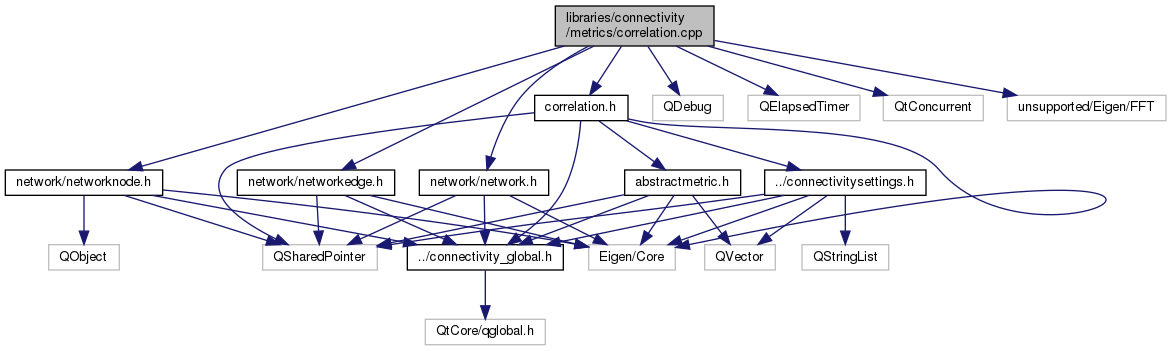 libraries/connectivity
/metrics/correlation.cpp
correlation.h
QDebug
QElapsedTimer
QtConcurrent
unsupported/Eigen/FFT
network/networknode.h
network/networkedge.h
network/network.h
abstractmetric.h
../connectivitysettings.h
QObject
QSharedPointer
../connectivity_global.h
Eigen/Core
QVector
QStringList
QtCore/qglobal.h